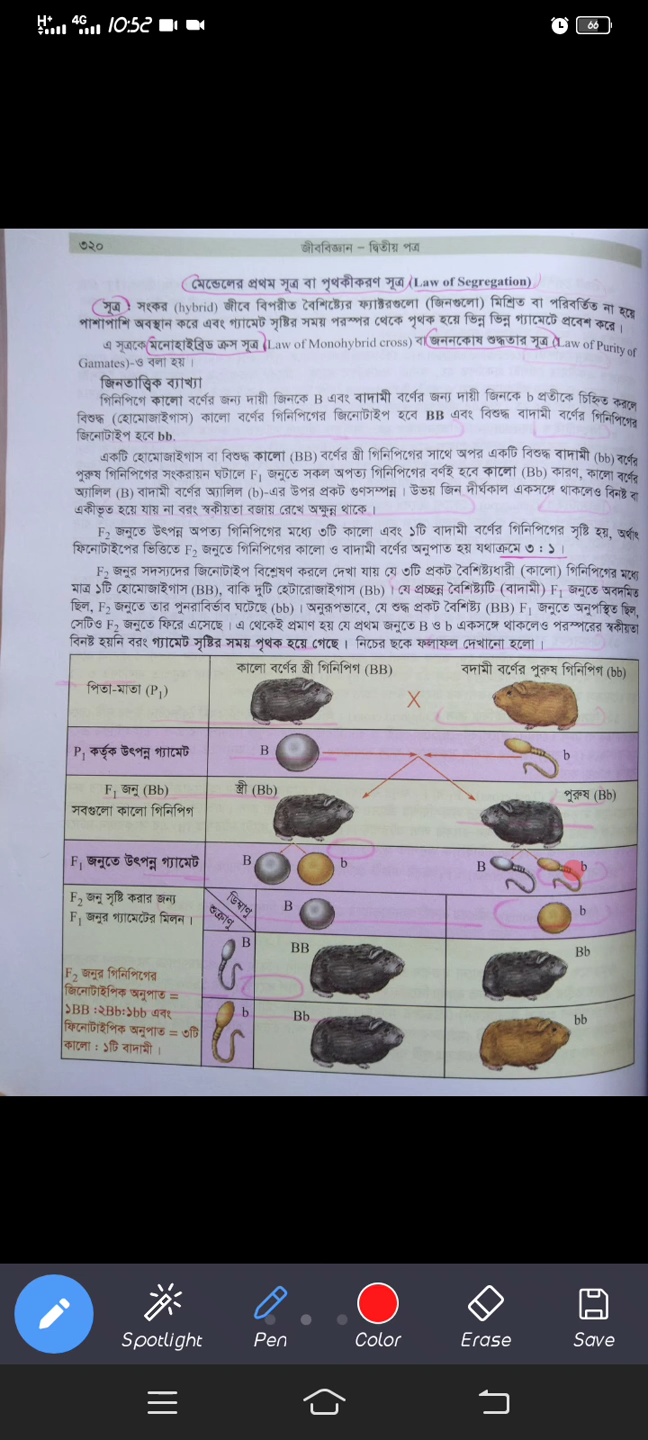 H+ 4G 10:52 66
৩২০ জীববিজ্ঞান – দ্বিতীয় পত্র
মেন্ডেলের প্রথম সূত্র বা পৃথকীকরণ সূত্র (Law of Segregation)
সূত্র : সংকর (hybrid) জীবে বিপরীত বৈশিষ্ট্যের ফ্যাক্টরগুলো (জিনগুলো) মিশ্রিত বা পরিবর্তিত না হয়ে
পাশাপাশি অবস্থান করে এবং গ্যামেট সৃষ্টির সময় পরস্পর থেকে পৃথক হয়ে ভিন্ন ভিন্ন গ্যামেটে প্রবেশ করে।
এ সূত্রকে মনোহাইব্রিড ক্রস সূত্র (Law of Monohybrid cross) বা জননকোষ শুদ্ধতার সূত্র (Law of Purity of
Gamates)-ও বলা হয়।
জিনতাত্ত্বিক ব্যাখ্যা
গিনিপিগে কালো বর্ণের জন্য দায়ী জিনকে B এবং বাদামী বর্ণের জন্য দায়ী জিনকে b প্রতীকে চিহ্নিত করলে
বিশুদ্ধ (হোমোজাইগাস) কালো বর্ণের গিনিপিগের জিনোটাইপ হবে BB এবং বিশুদ্ধ বাদামী বর্ণের গিনিপিগের
জিনোটাইপ হবে bb.
একটি হোমোজাইগাস বা বিশুদ্ধ কালো (BB) বর্ণের স্ত্রী গিনিপিগের সাথে অপর একটি বিশুদ্ধ বাদামী (bb) বর্ণের
পুরুষ গিনিপিগের সংকরায়ন ঘটালে F₁ জনুতে সকল অপত্য গিনিপিগের বর্ণই হবে কালো (Bb) কারণ, কালো বর্ণের
অ্যালিল (B) বাদামী বর্ণের অ্যালিল (b)-এর উপর প্রকট গুণসম্পন্ন। উভয় জিন দীর্ঘকাল একসঙ্গে থাকলেও বিনষ্ট বা
একীভূত হয়ে যায় না বরং স্বকীয়তা বজায় রেখে অক্ষুন্ন থাকে।
F₂ জনুতে উৎপন্ন অপত্য গিনিপিগের মধ্যে ৩টি কালো এবং ১টি বাদামী বর্ণের গিনিপিগের সৃষ্টি হয়, অর্থাৎ
ফিনোটাইপের ভিত্তিতে F₂ জনুতে গিনিপিগের কালো ও বাদামী বর্ণের অনুপাত হয় যথাক্রমে ৩ : ১।
F₂ জনুর সদস্যদের জিনোটাইপ বিশ্লেষণ করলে দেখা যায় যে ৩টি প্রকট বৈশিষ্ট্যধারী (কালো) গিনিপিগের মধ্যে
মাত্র ১টি হোমোজাইগাস (BB), বাকি দুটি হেটারোজাইগাস (Bb)। যে প্রচ্ছন্ন বৈশিষ্ট্যটি (বাদামী) F₁ জনুতে অবদমিত
ছিল, F₂ জনুতে তার পুনরাবির্ভাব ঘটেছে (bb)। অনুরূপভাবে, যে শুদ্ধ প্রকট বৈশিষ্ট্য (BB) F₁ জনুতে অনুপস্থিত ছিল,
সেটিও F₂ জনুতে ফিরে এসেছে। এ থেকেই প্রমাণ হয় যে প্রথম জনুতে B ও b একসঙ্গে থাকলেও পরস্পরের স্বকীয়তা
বিনষ্ট হয়নি বরং গ্যামেট সৃষ্টির সময় পৃথক হয়ে গেছে। নিচের ছকে ফলাফল দেখানো হলো।
কালো বর্ণের স্ত্রী গিনিপিগ (BB) বদামী বর্ণের পুরুষ গিনিপিগ (bb)
পিতা-মাতা (P₁) X
P₁ কর্তৃক উৎপন্ন গ্যামেট B b
F₁ জনু (Bb) স্ত্রী (Bb) পুরুষ (Bb)
সবগুলো কালো গিনিপিগ
F₁ জনুতে উৎপন্ন গ্যামেট B b B b
F₂ জনু সৃষ্টি করার জন্য ডিম্বাণু B b
F₁ জনুর গ্যামেটের মিলন। শুক্রাণু
B BB Bb
F₂ জনুর গিনিপিগের
জিনোটাইপিক অনুপাত =
১BB : ২Bb : ১bb এবং b Bb bb
ফিনোটাইপিক অনুপাত = ৩টি
কালো : ১টি বাদামী।
Spotlight Pen Color Erase Save